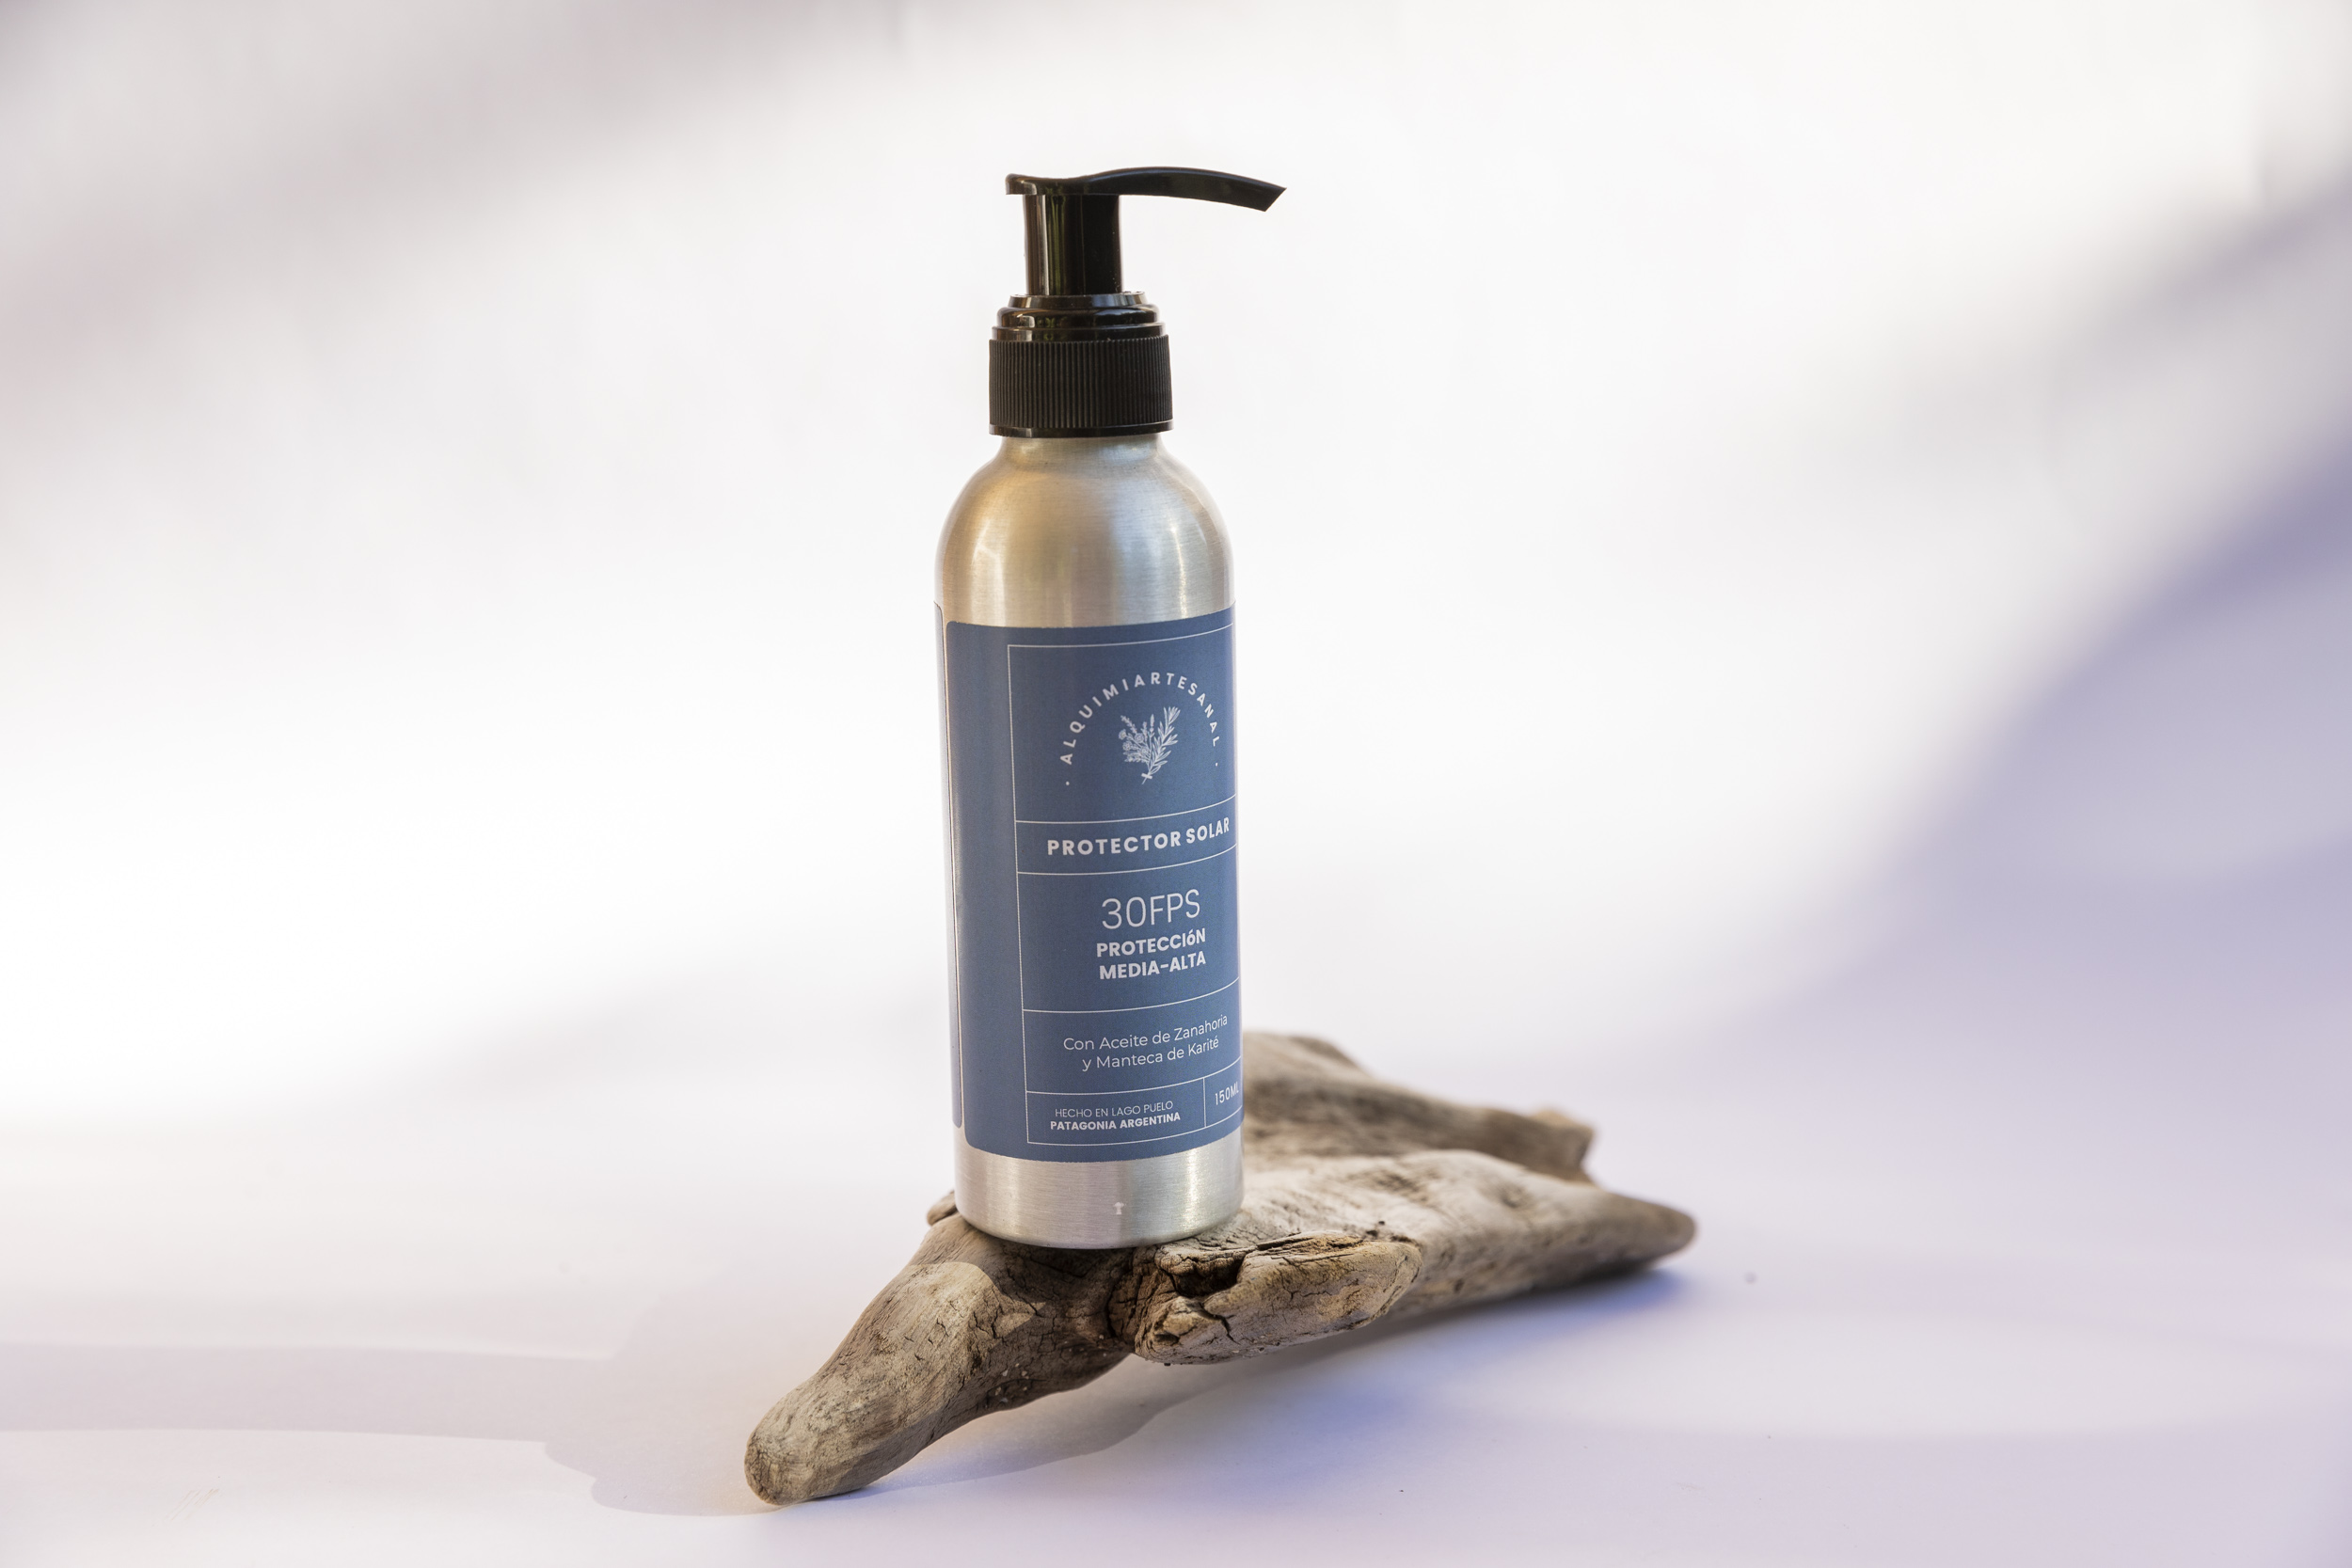 · ALQUIMIARTESANAL ·
PROTECTOR SOLAR
30FPS
PROTECCIóN
MEDIA-ALTA
Con Aceite de Zanahoria
y Manteca de Karité
HECHO EN LAGO PUELO
PATAGONIA ARGENTINA
150ML